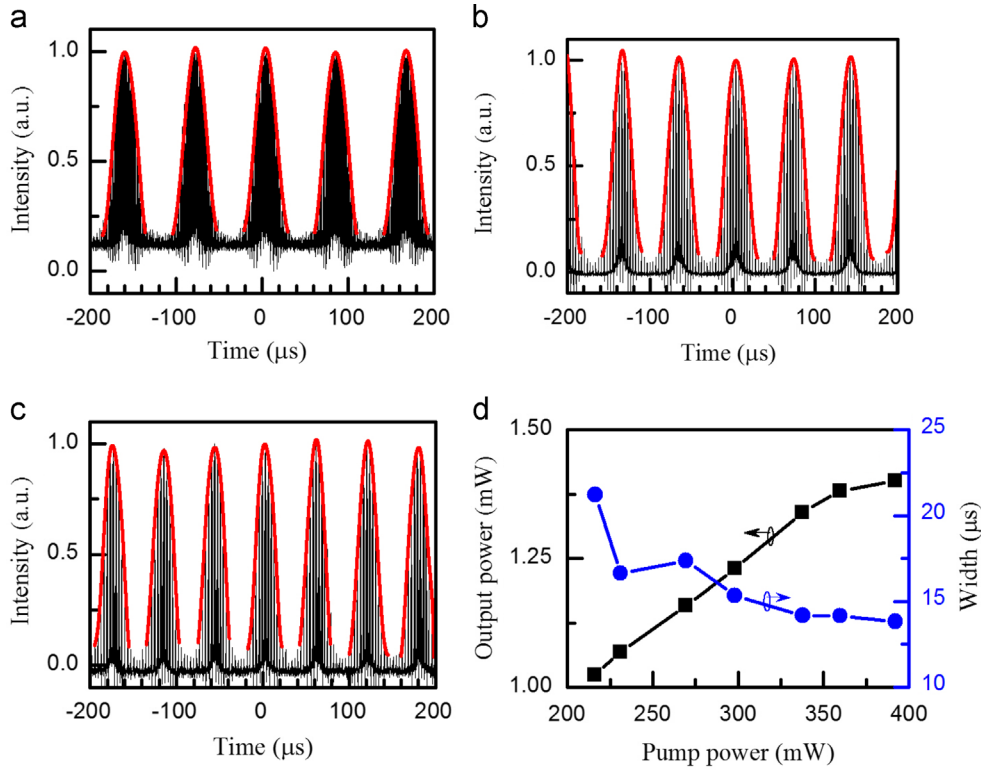 a
Intensity (a.u.)
1.0
0.5
0.0
-200 -100 0 100 200
Time (μs)
b
Intensity (a.u.)
1.0
0.5
0.0
-200 -100 0 100 200
Time (μs)
c
Intensity (a.u.)
1.0
0.5
0.0
-200 -100 0 100 200
Time (μs)
d
Output power (mW)
1.50
1.25
1.00
25
20
15
10
Width (μs)
200 250 300 350 400
Pump power (mW)